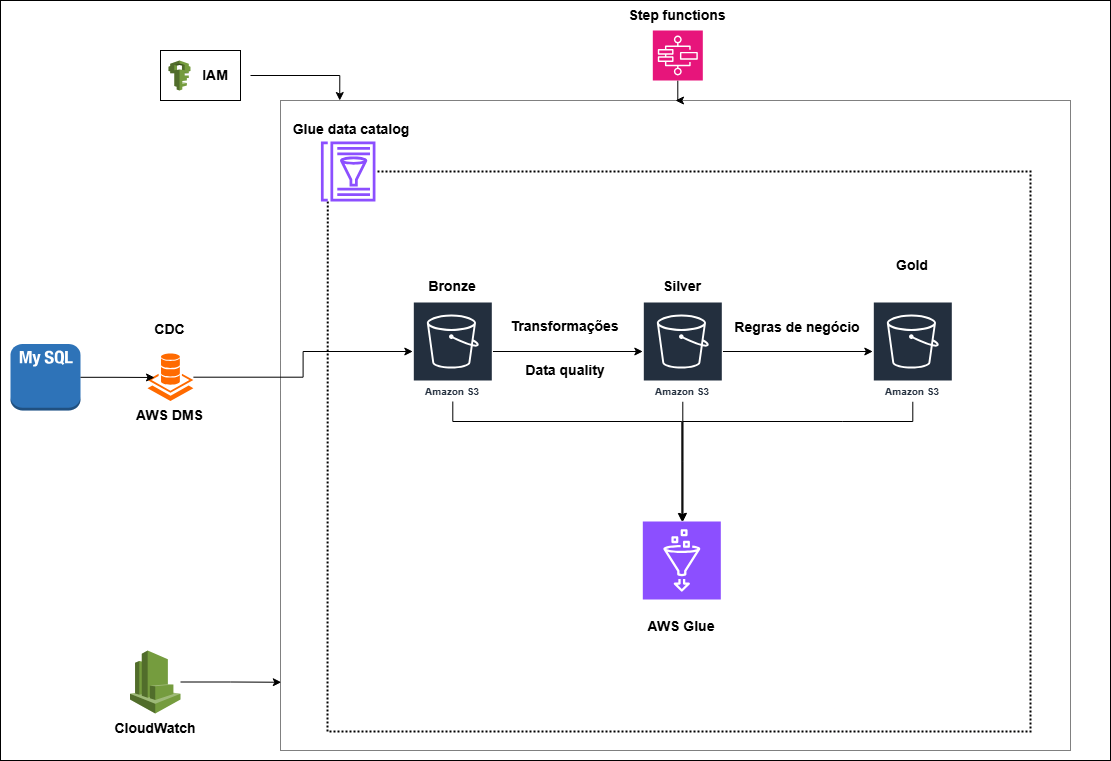 Step functions
IAM
Glue data catalog
Gold
Bronze
Silver
Transformações
Regras de negócio
CDC
My SQL
Data quality
Amazon S3
Amazon S3
Amazon S3
AWS DMS
AWS Glue
CloudWatch